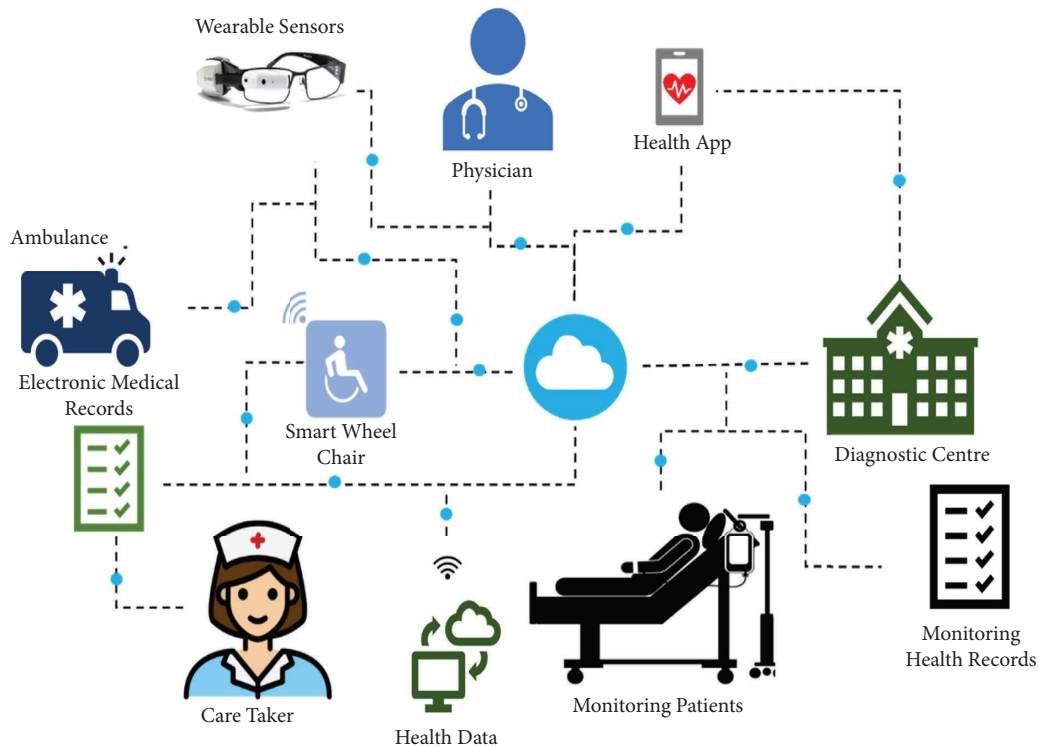 Wearable Sensors
Physician
Health App
Ambulance
Electronic Medical
Records
Smart Wheel
Chair
Diagnostic Centre
Care Taker
Health Data
Monitoring Patients
Monitoring
Health Records